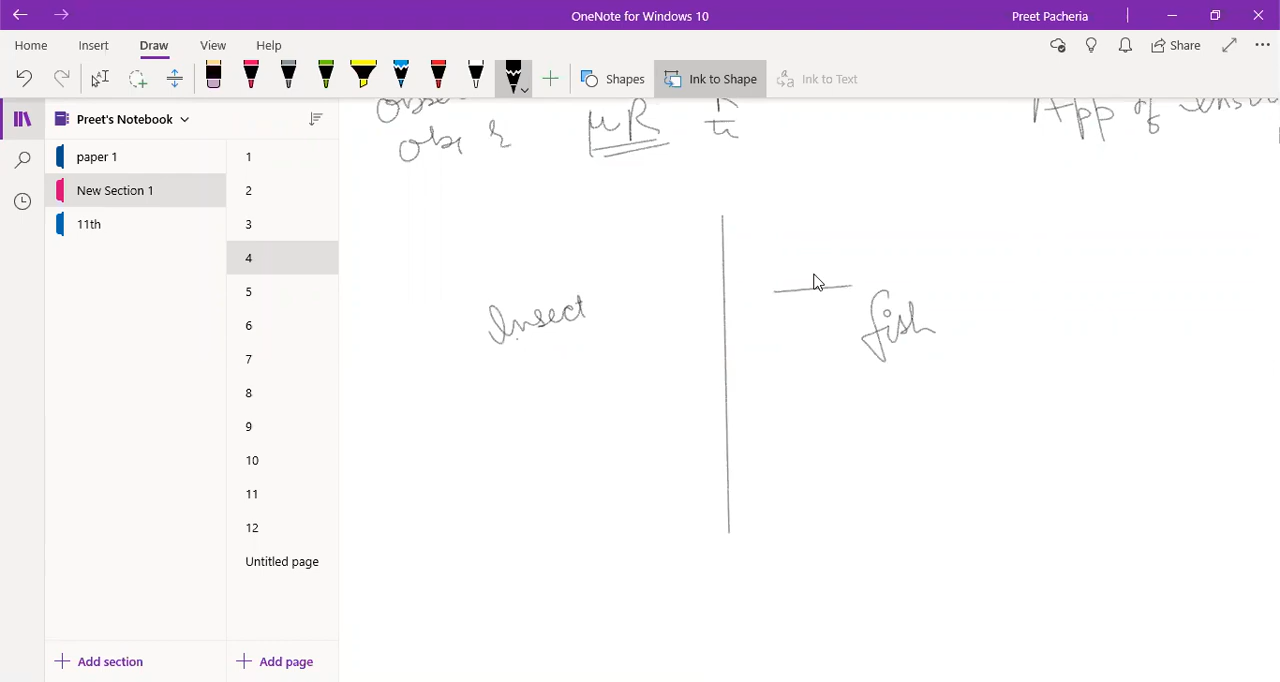 OneNote for Windows 10
Preet Pacheria
Home Insert Draw View Help
Share
Shapes
Ink to Shape
Ink to Text
Preet's Notebook
paper 1
New Section 1
11th
1
2
3
4
5
6
7
8
9
10
11
12
Untitled page
Add section
Add page
μR
App of
Insect
fish